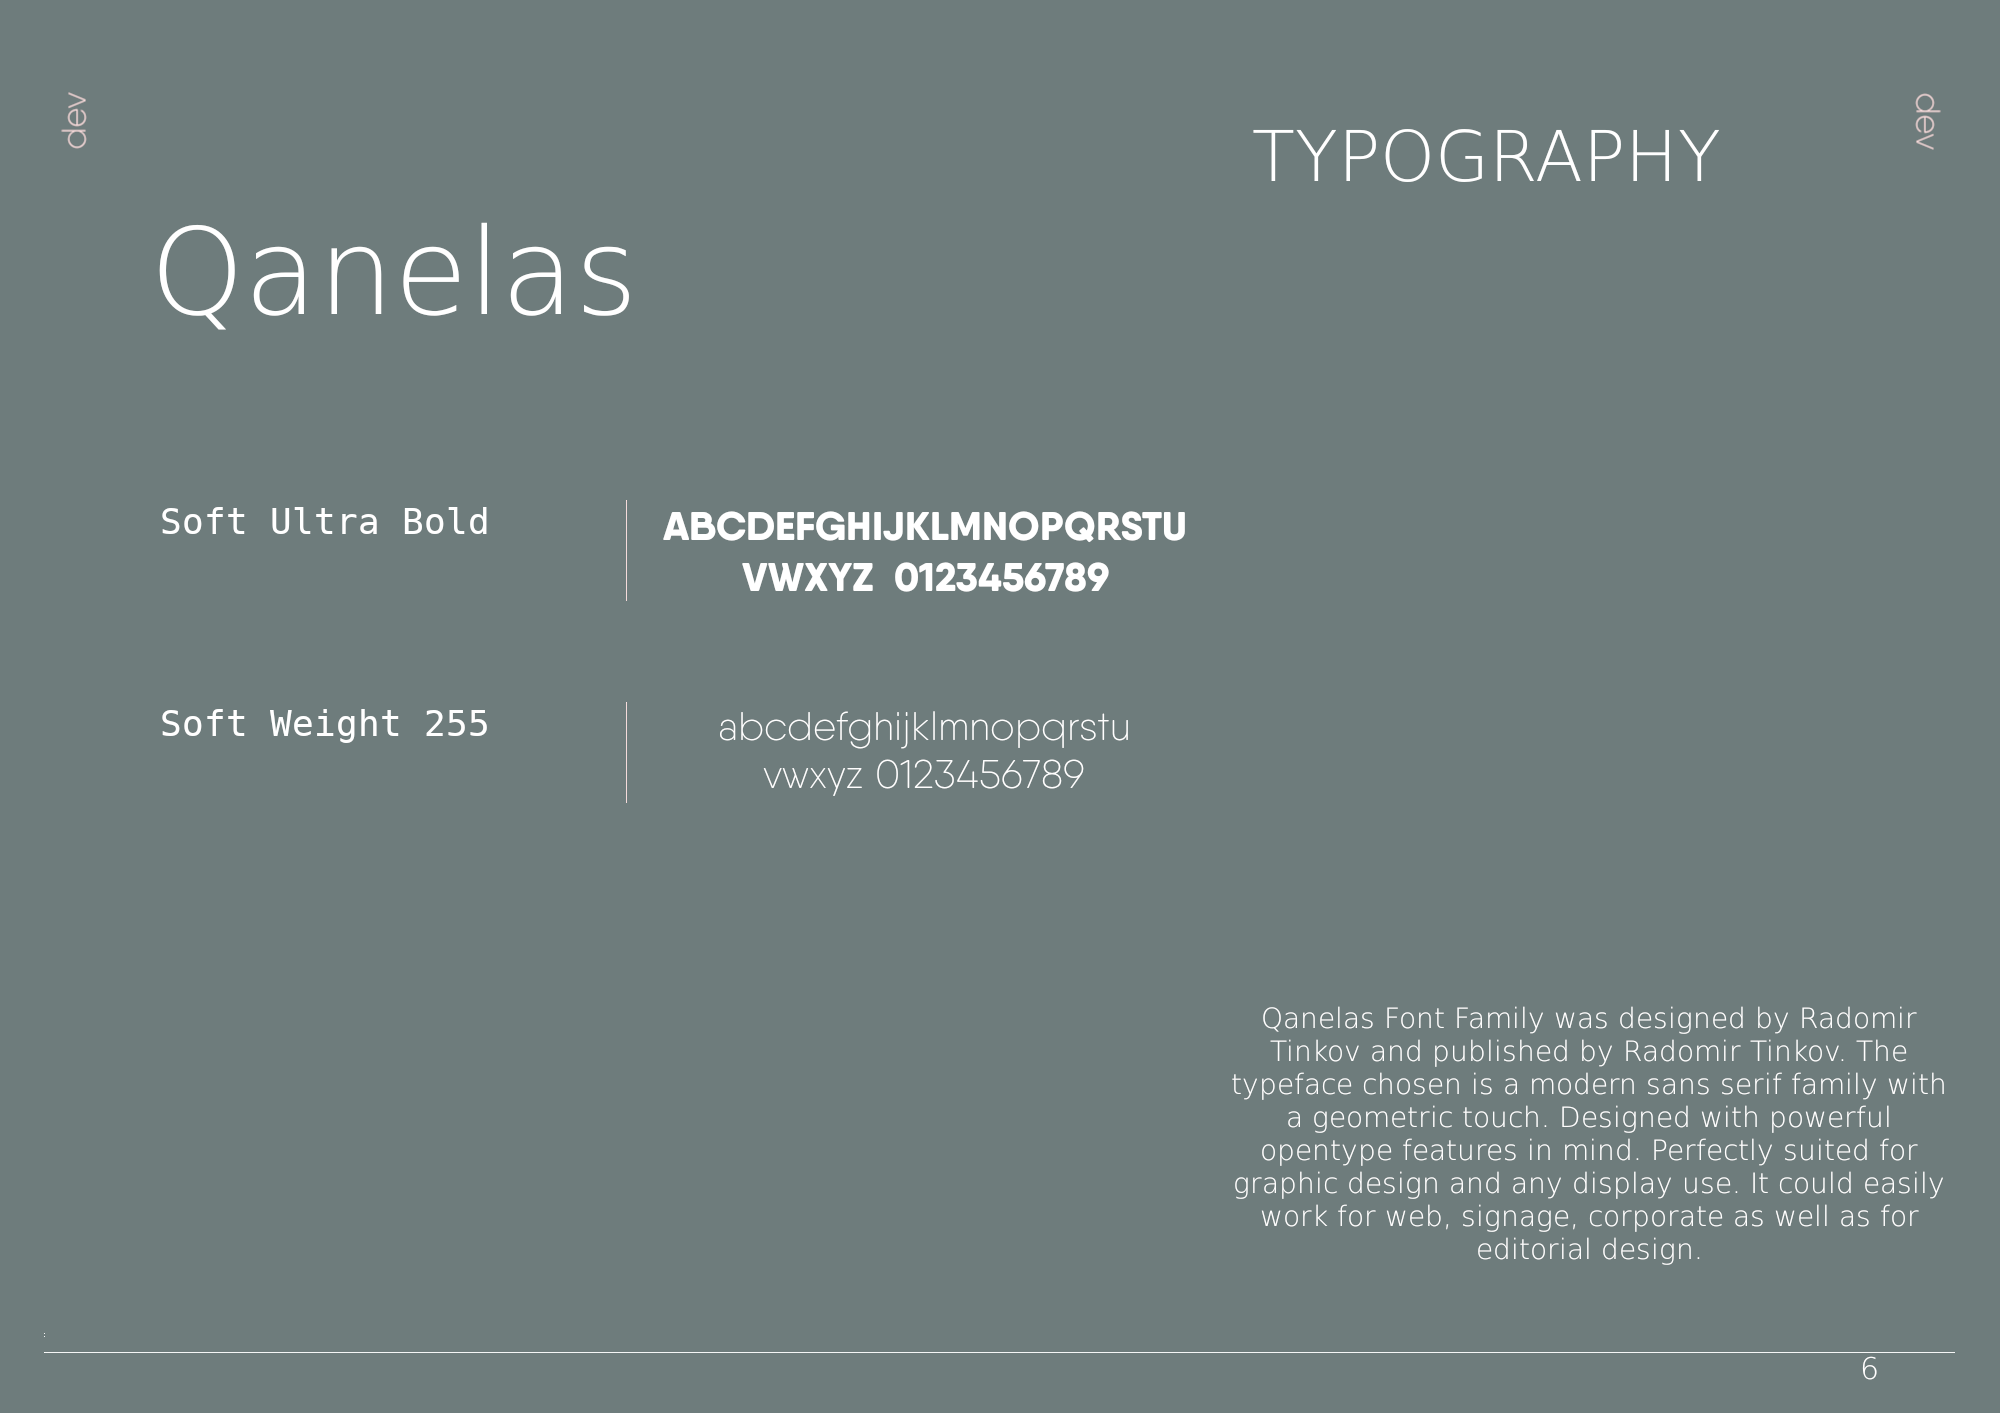 dev
dev
TYPOGRAPHY
Qanelas
Soft Ultra Bold
ABCDEFGHIJKLMNOPQRSTU
VWXYZ 0123456789
Soft Weight 255
abcdefghijklmnopqrstu
vwxyz 0123456789
Qanelas Font Family was designed by Radomir
Tinkov and published by Radomir Tinkov. The
typeface chosen is a modern sans serif family with
a geometric touch. Designed with powerful
opentype features in mind. Perfectly suited for
graphic design and any display use. It could easily
work for web, signage, corporate as well as for
editorial design.
:
6